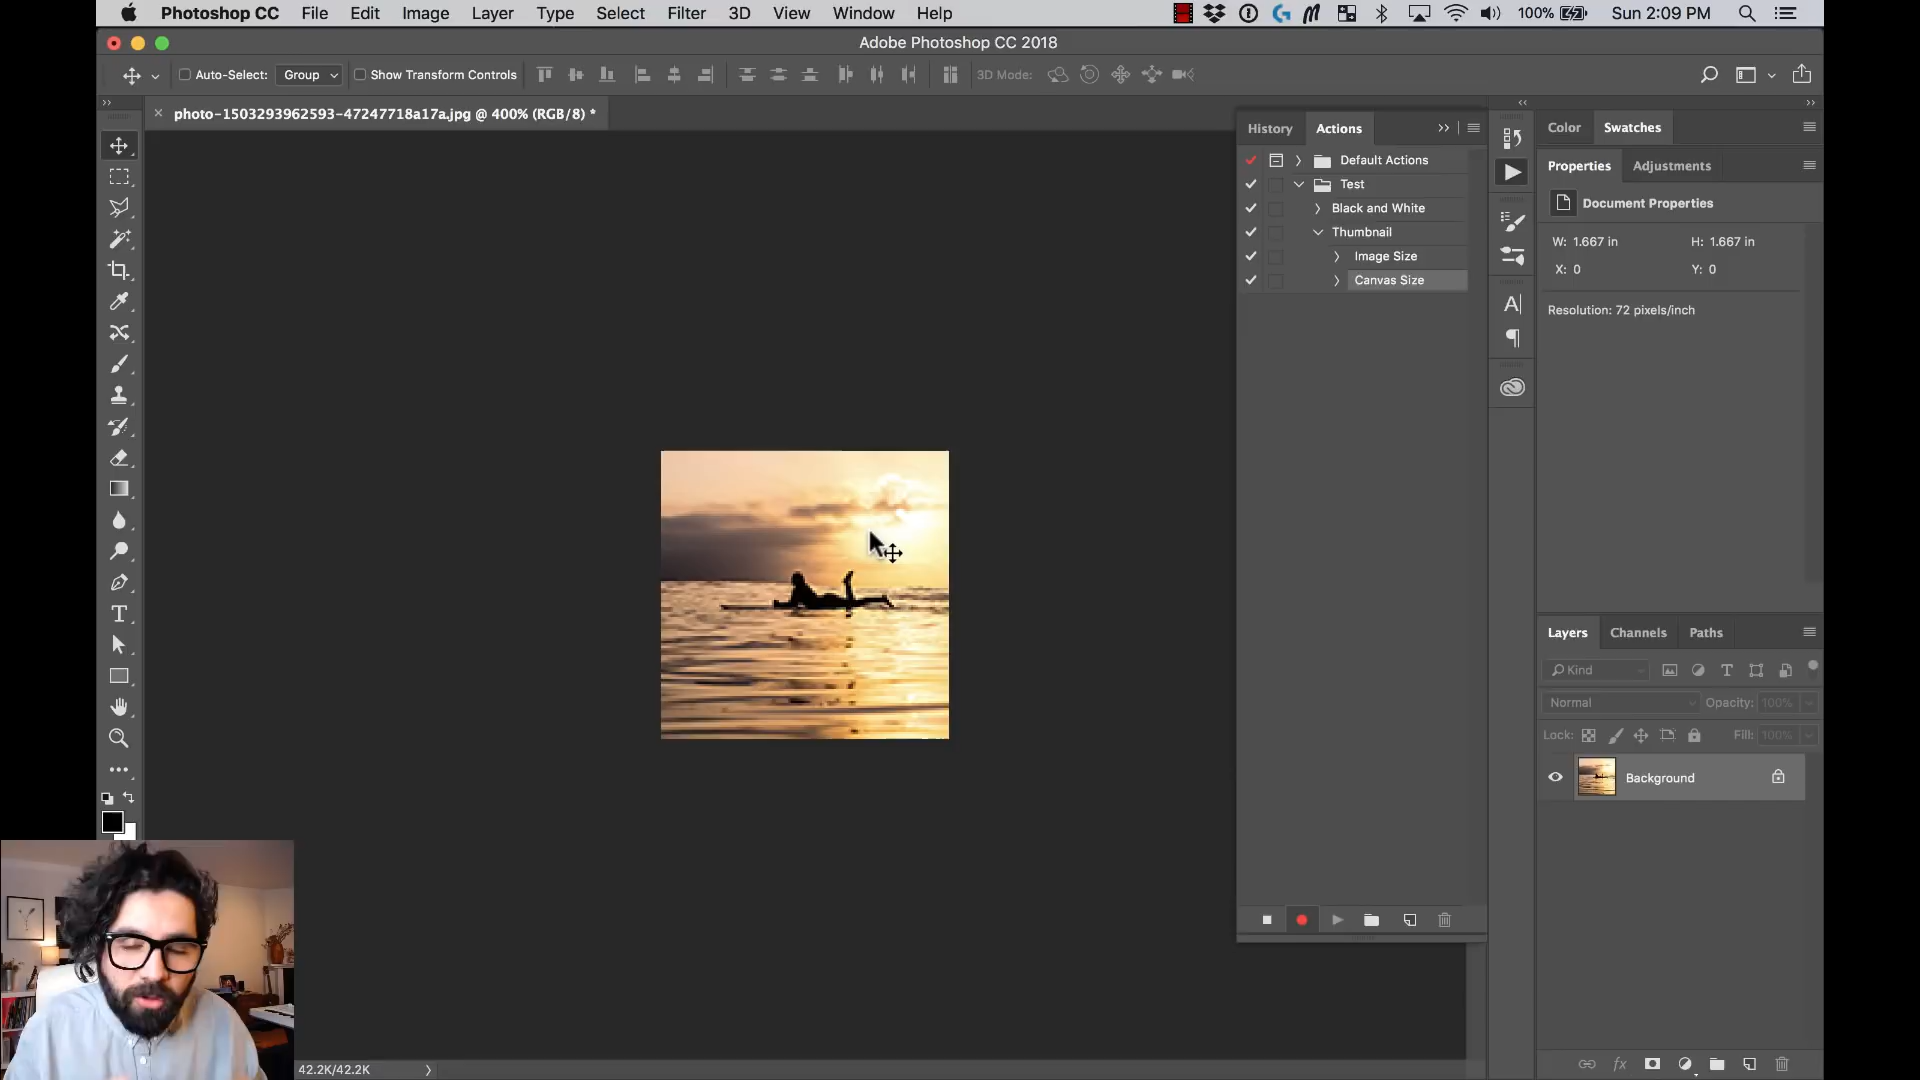 Photoshop CC File Edit Image Layer Type Select Filter 3D View Window Help 100% Sun 2:09 PM
Adobe Photoshop CC 2018
Auto-Select: Group Show Transform Controls 3D Mode:
photo-1503293962593-47247718a17a.jpg @ 400% (RGB/8) *
History Actions
Default Actions
Test
Black and White
Thumbnail
Image Size
Canvas Size
Color Swatches
Properties Adjustments
Document Properties
W: 1.667 in H: 1.667 in
X: 0 Y: 0
Resolution: 72 pixels/inch
Layers Channels Paths
Kind
Normal Opacity: 100%
Lock: Fill: 100%
Background
42.2K/42.2K